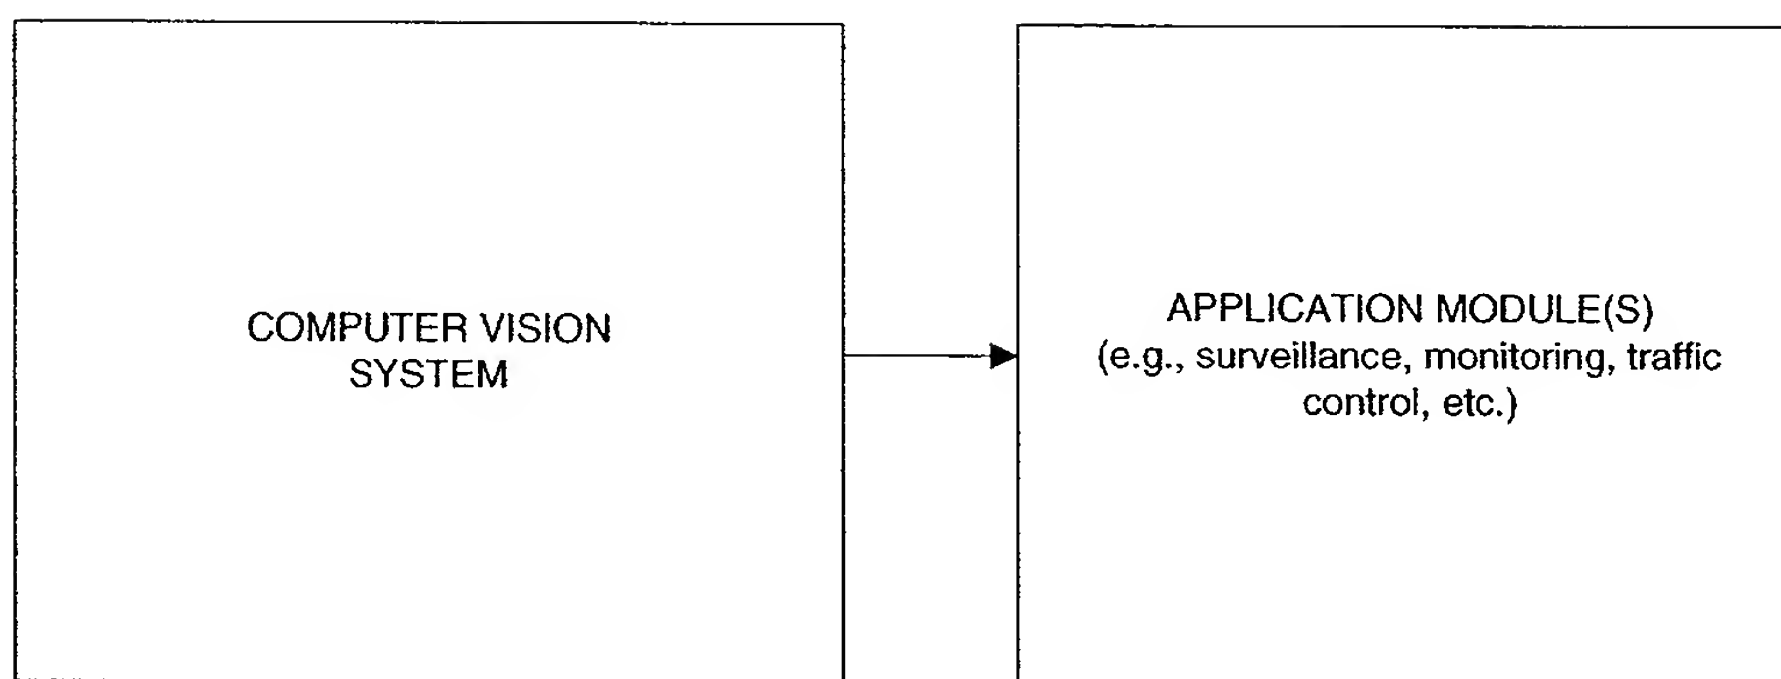 COMPUTER VISION
SYSTEM
APPLICATION MODULE(S)
(e.g., surveillance, monitoring, traffic
control, etc.)